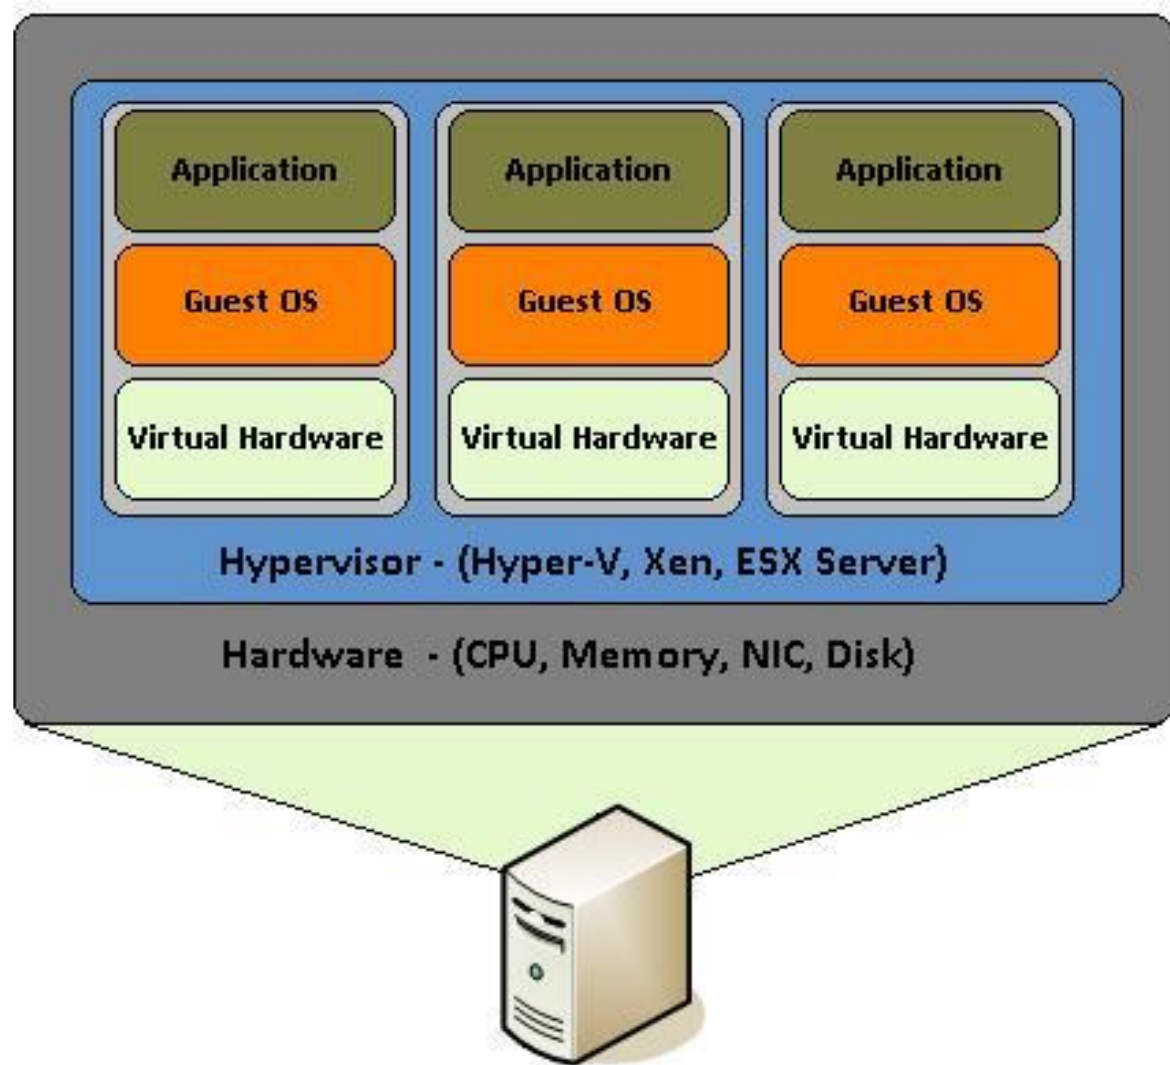 Application Application Application
Guest OS Guest OS Guest OS
Virtual Hardware Virtual Hardware Virtual Hardware
Hypervisor - (Hyper-V, Xen, ESX Server)
Hardware - (CPU, Memory, NIC, Disk)